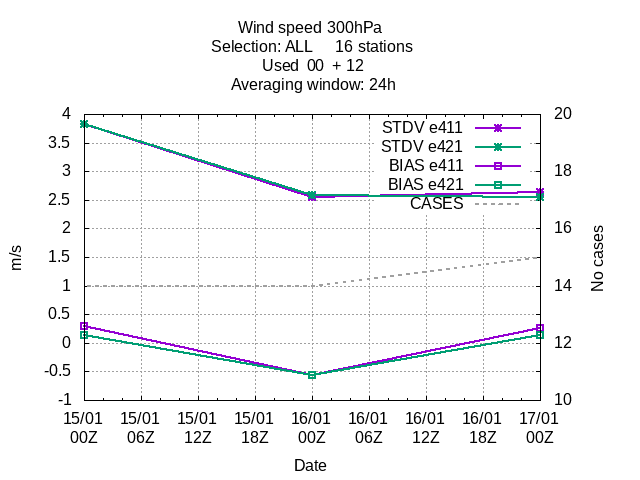 Wind speed 300hPa
Selection: ALL     16 stations
Used  00  + 12
Averaging window: 24h
4
3.5
3
2.5
2
1.5
1
0.5
0
-0.5
-1
m/s
STDV e411
STDV e421
BIAS e411
BIAS e421
CASES
20
18
16
14
12
10
No cases
15/01 15/01 15/01 15/01 16/01 16/01 16/01 16/01 17/01
00Z 06Z 12Z 18Z 00Z 06Z 12Z 18Z 00Z
Date